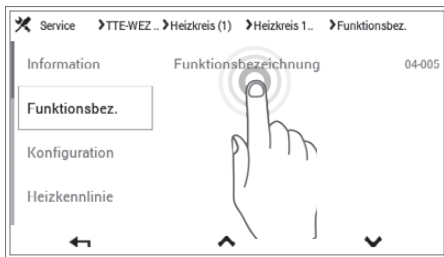 Service ❯TTE-WEZ .. ❯Heizkreis (1) ❯Heizkreis 1.. ❯Funktionsbez.
Information Funktionsbezeichnung 04-005
Funktionsbez.
Konfiguration
Heizkennlinie